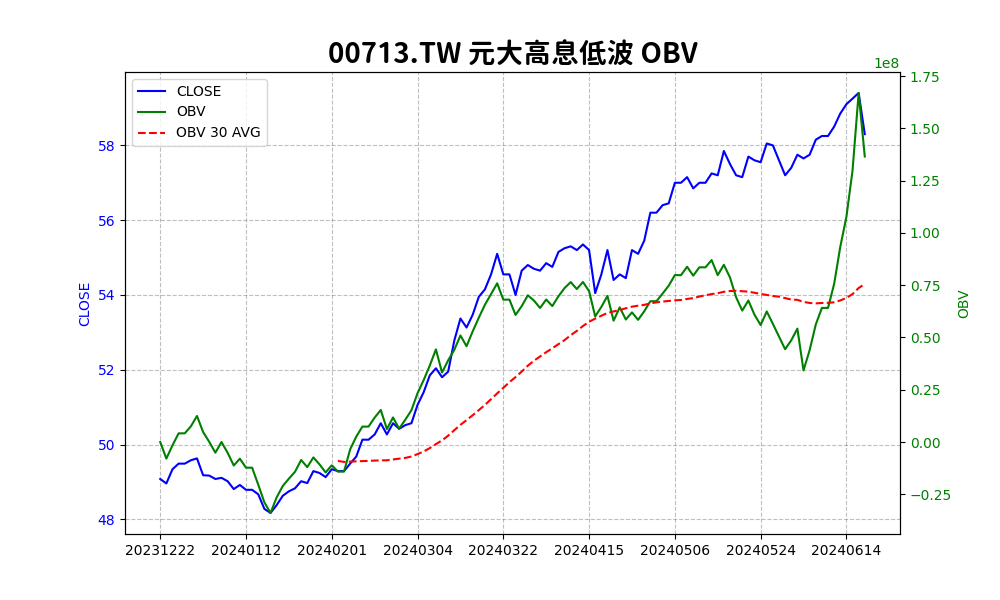 00713.TW 元大高息低波 OBV
1e8
CLOSE
OBV
OBV 30 AVG
CLOSE
58
56
54
52
50
48
1.75
1.50
1.25
1.00
0.75
0.50
0.25
0.00
−0.25
OBV
20231222 20240112 20240201 20240304 20240322 20240415 20240506 20240524 20240614